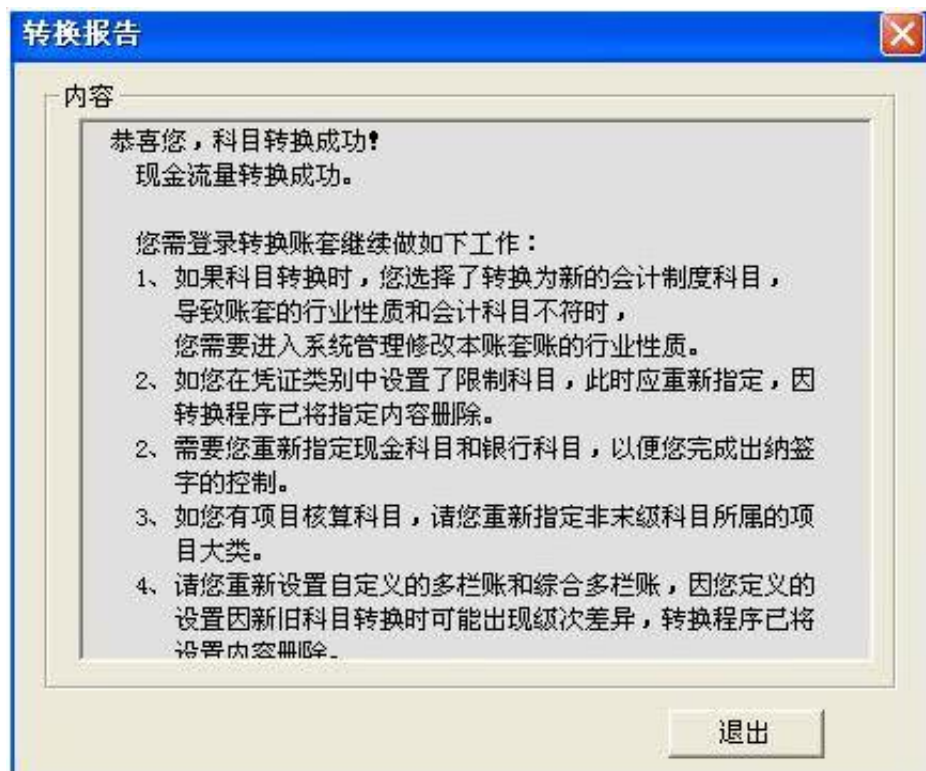 转换报告
内容
恭喜您，科目转换成功！
现金流量转换成功。
您需登录转换账套继续做如下工作：
1、如果科目转换时，您选择了转换为新的会计制度科目，
导致账套的行业性质和会计科目不符时，
您需要进入系统管理修改本账套账的行业性质。
2、如您在凭证类别中设置了限制科目，此时应重新指定，因
转换程序已将指定内容删除。
2、需要您重新指定现金科目和银行科目，以便您完成出纳签
字的控制。
3、如您有项目核算科目，请您重新指定非末级科目所属的项
目大类。
4、请您重新设置自定义的多栏账和综合多栏账，因您定义的
设置因新旧科目转换时可能出现级次差异，转换程序已将
设置内容删除。
退出